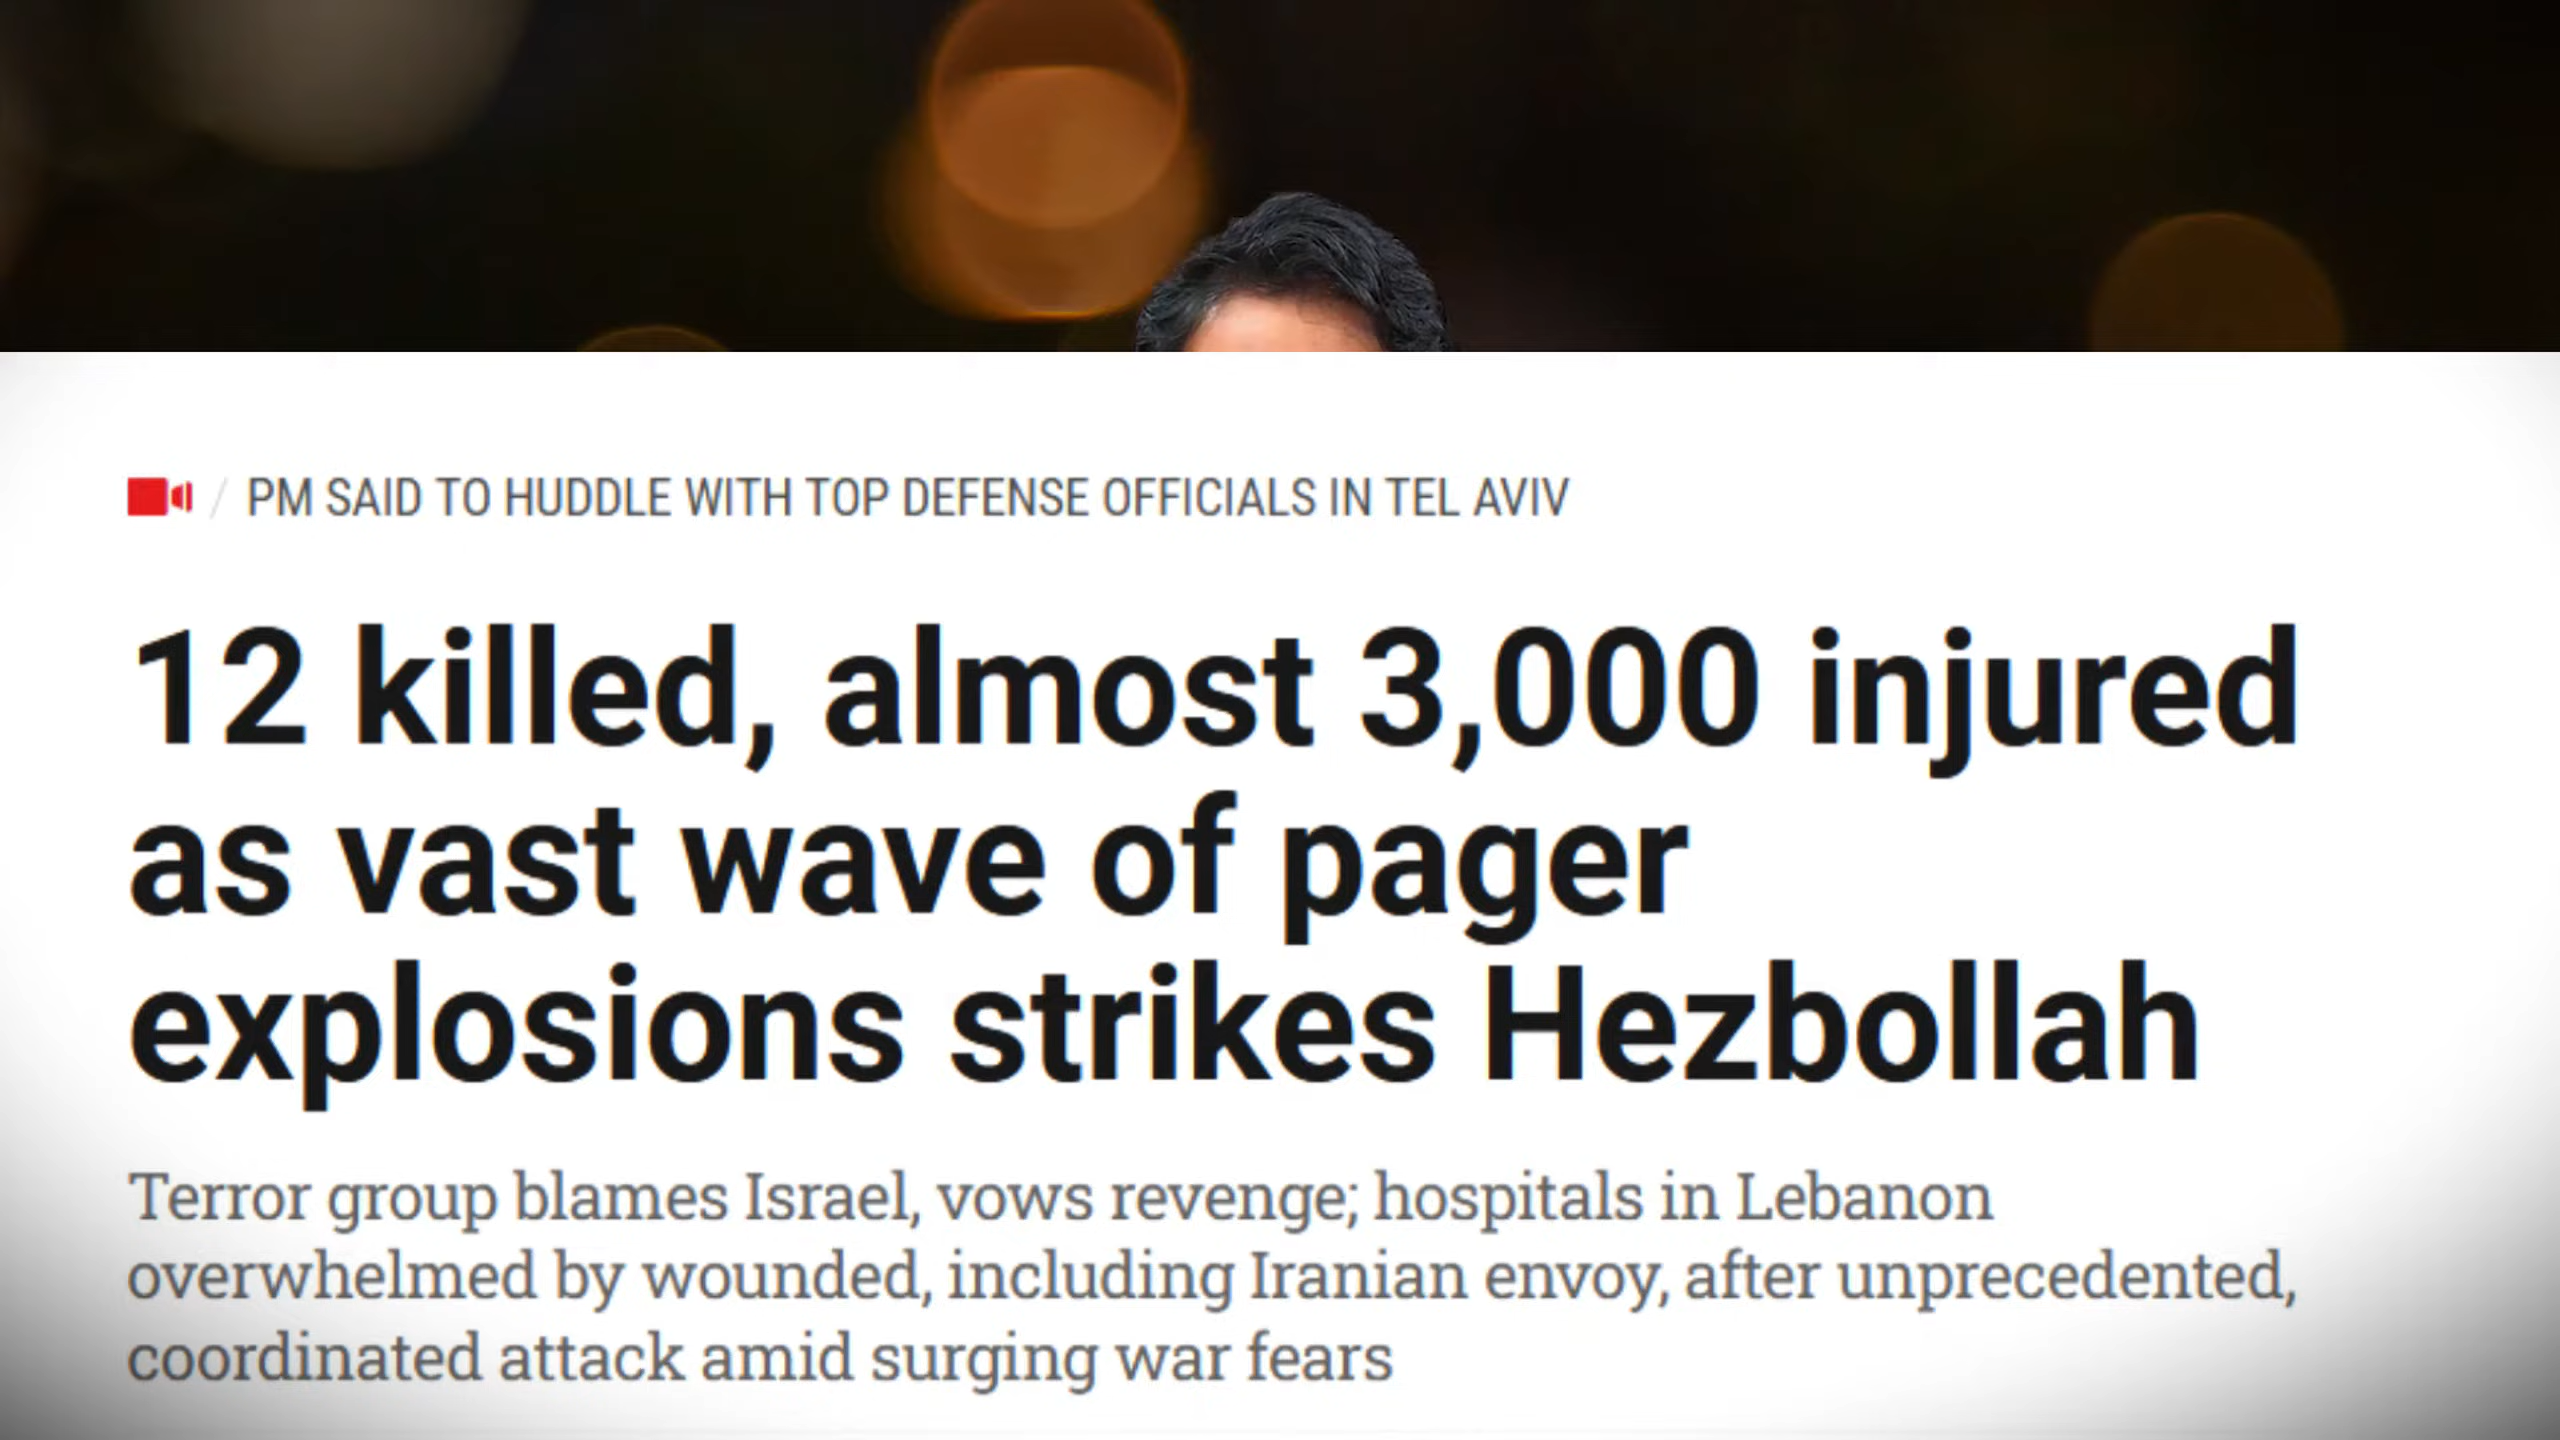 / PM SAID TO HUDDLE WITH TOP DEFENSE OFFICIALS IN TEL AVIV
12 killed, almost 3,000 injured
as vast wave of pager
explosions strikes Hezbollah
Terror group blames Israel, vows revenge; hospitals in Lebanon
overwhelmed by wounded, including Iranian envoy, after unprecedented,
coordinated attack amid surging war fears